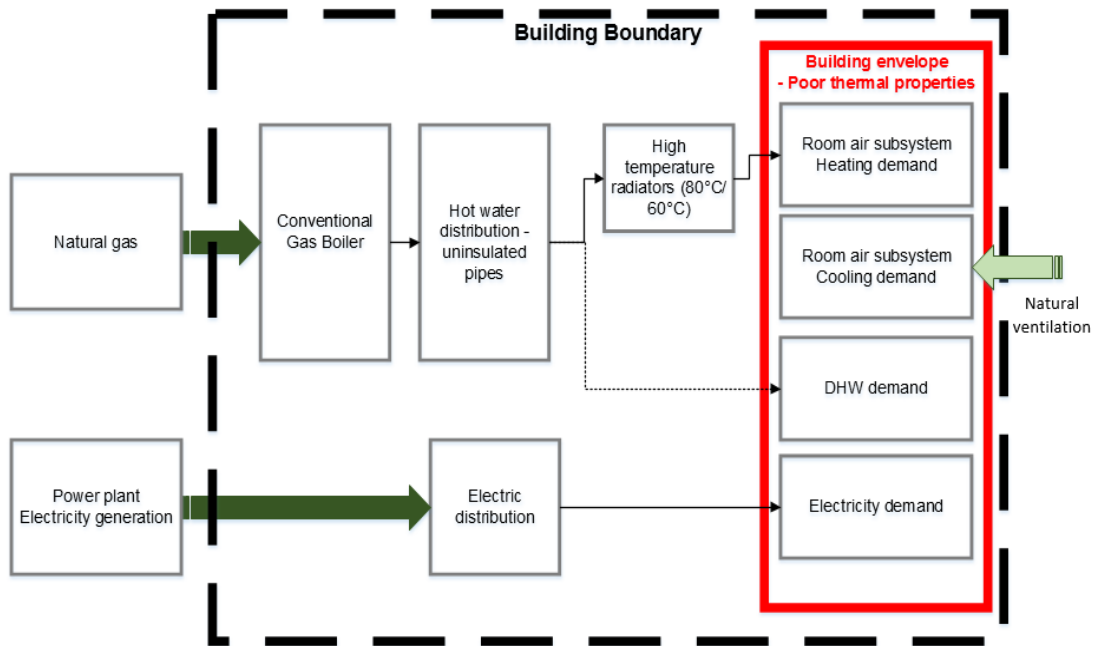 Building Boundary
Building envelope
- Poor thermal properties
Natural gas
Conventional
Gas Boiler
Hot water
distribution -
uninsulated
pipes
High
temperature
radiators (80°C/
60°C)
Room air subsystem
Heating demand
Room air subsystem
Cooling demand
Natural
ventilation
DHW demand
Power plant
Electricity generation
Electric
distribution
Electricity demand